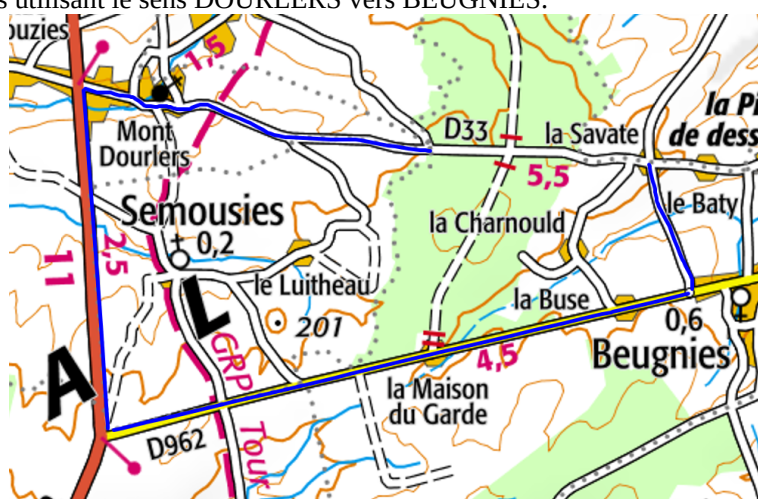 s utilisant le sens DOURLERS vers BEUGNIES.
ouzies
1,5
la Pi
de dess
Mont
Dourlers
D33
la Savate
5,5
le Baty
Semousies
0,2
la Charnould
2,5
11
le Luitheau
la Buse
L
201
0,6
GRP
4,5
Beugnies
A
la Maison
du Garde
D962
Tour